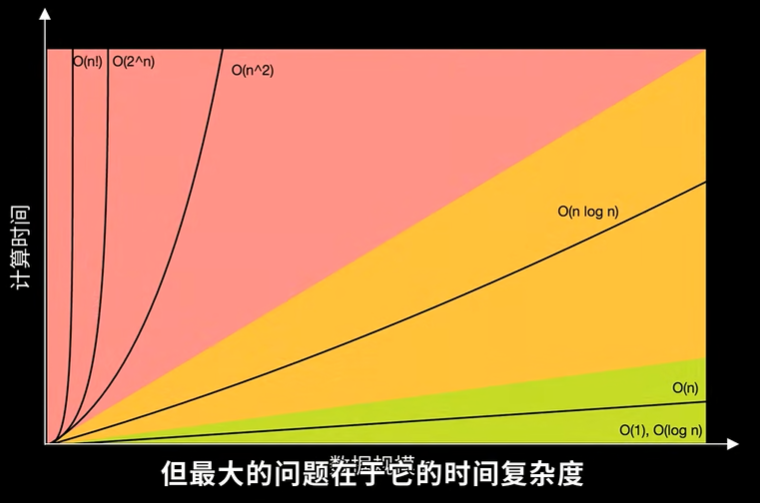 O(n!) O(2^n)
O(n^2)
O(n log n)
计算时间
O(n)
O(1), O(log n)
数据规模
但最大的问题在于它的时间复杂度